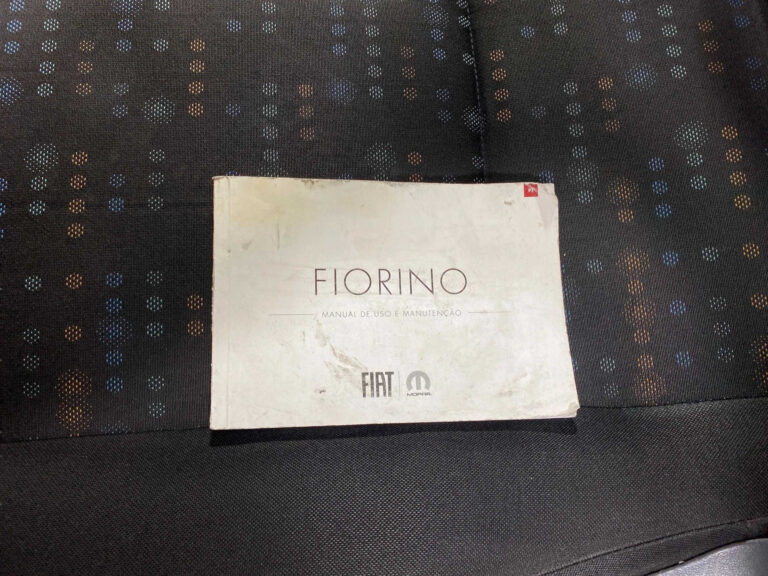 FIORINO
MANUAL DE USO E MANUTENÇÃO
FIAT
MOPAR